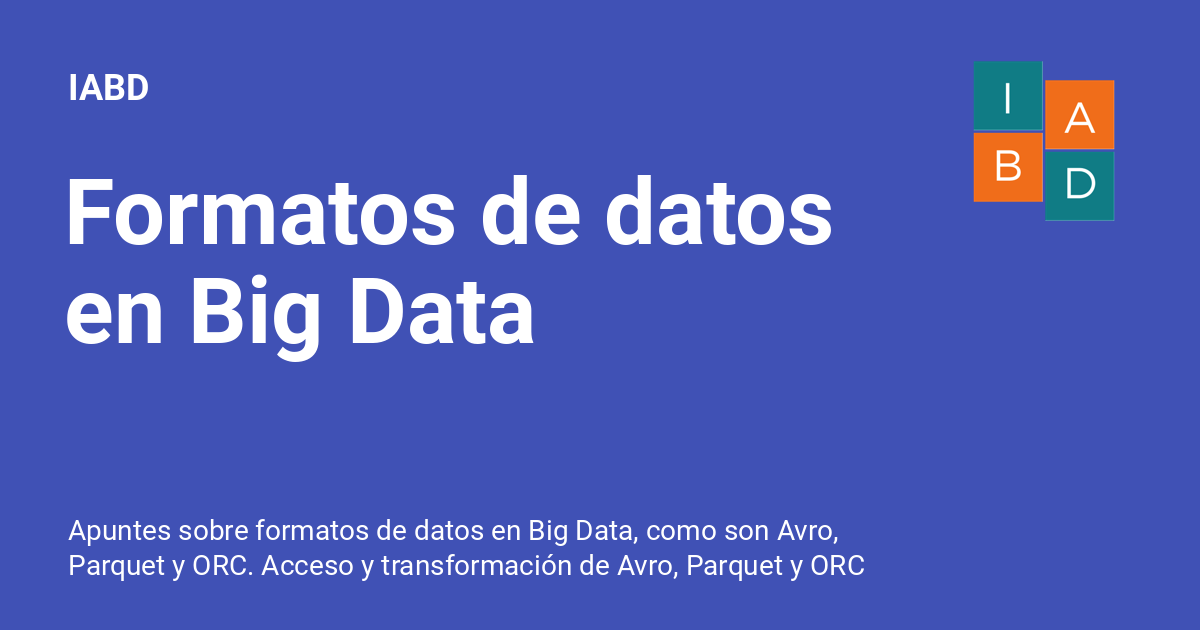 IABD
I
A
B
D
Formatos de datos
en Big Data
Apuntes sobre formatos de datos en Big Data, como son Avro,
Parquet y ORC. Acceso y transformación de Avro, Parquet y ORC